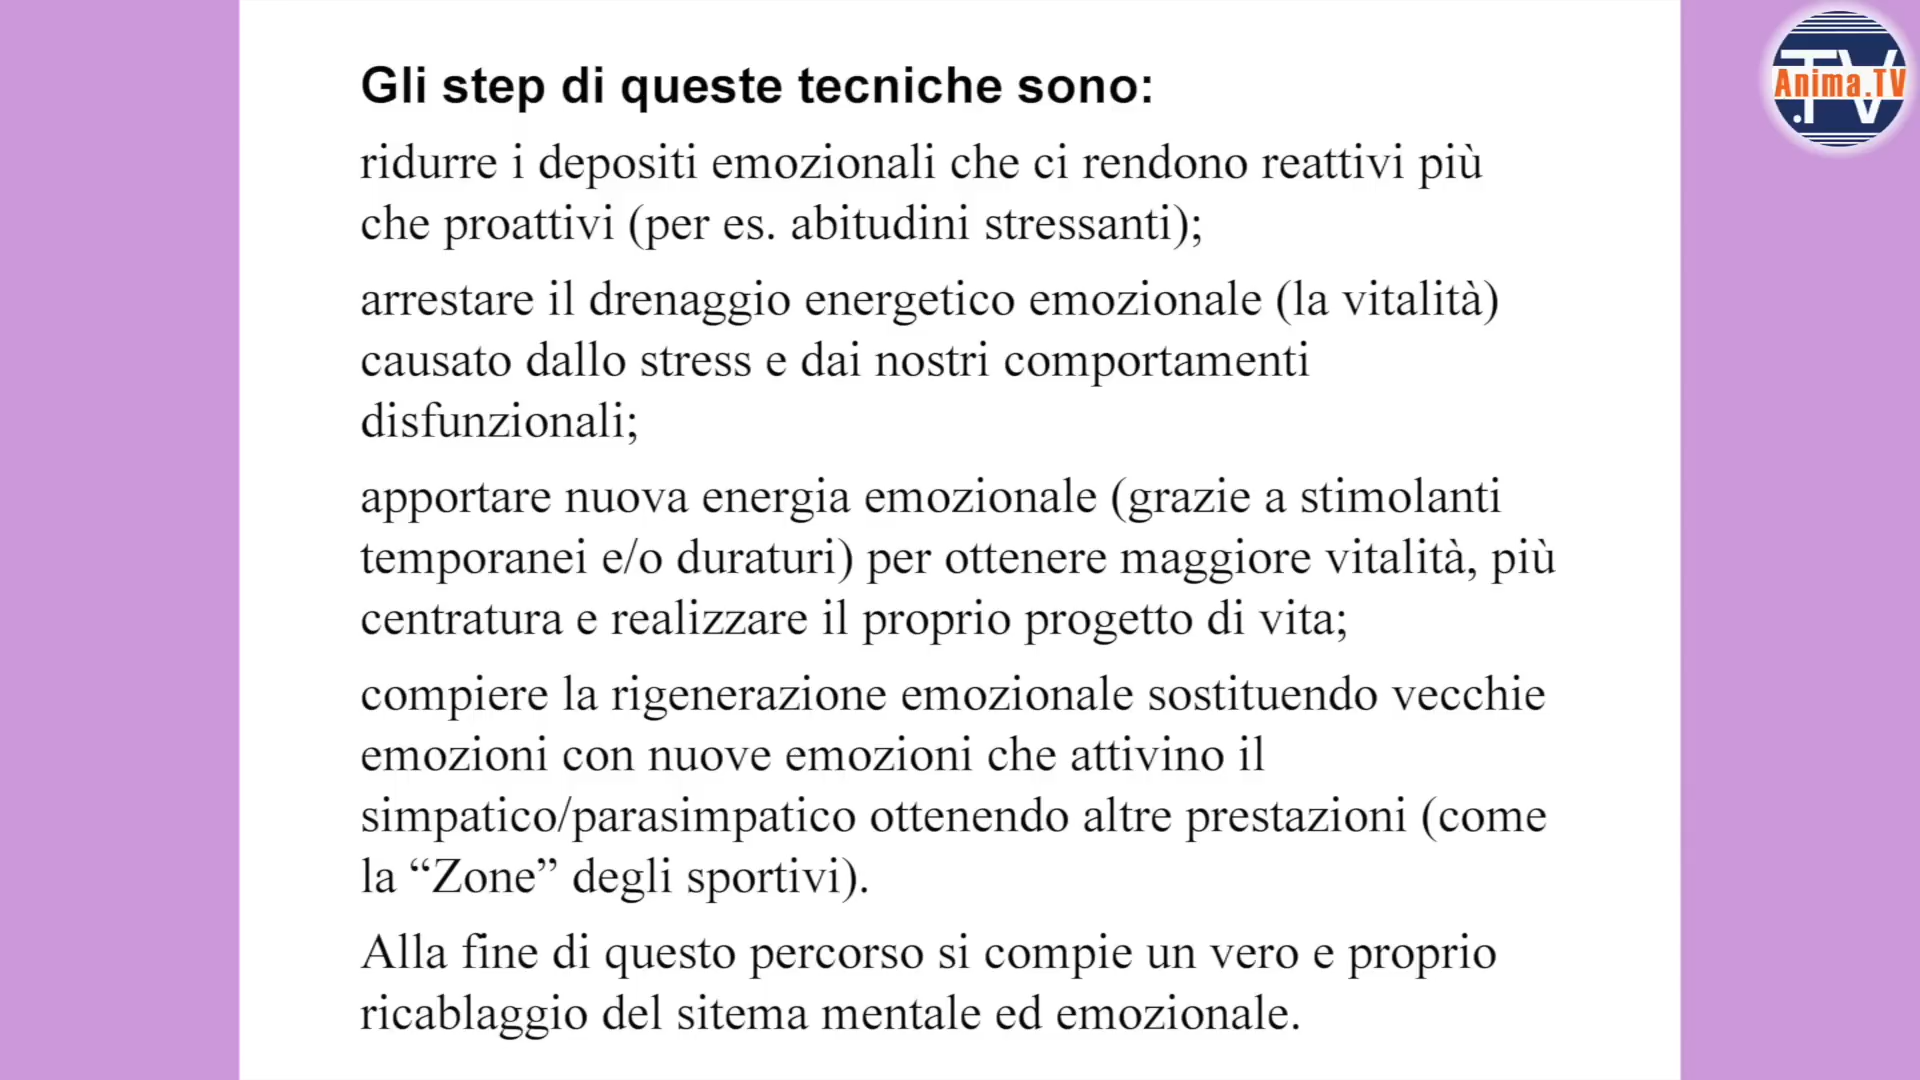 Gli step di queste tecniche sono:
ridurre i depositi emozionali che ci rendono reattivi più
che proattivi (per es. abitudini stressanti);
arrestare il drenaggio energetico emozionale (la vitalità)
causato dallo stress e dai nostri comportamenti
disfunzionali;
apportare nuova energia emozionale (grazie a stimolanti
temporanei e/o duraturi) per ottenere maggiore vitalità, più
centratura e realizzare il proprio progetto di vita;
compiere la rigenerazione emozionale sostituendo vecchie
emozioni con nuove emozioni che attivino il
simpatico/parasimpatico ottenendo altre prestazioni (come
la “Zone” degli sportivi).
Alla fine di questo percorso si compie un vero e proprio
ricablaggio del sitema mentale ed emozionale.
.TV
Anima.TV